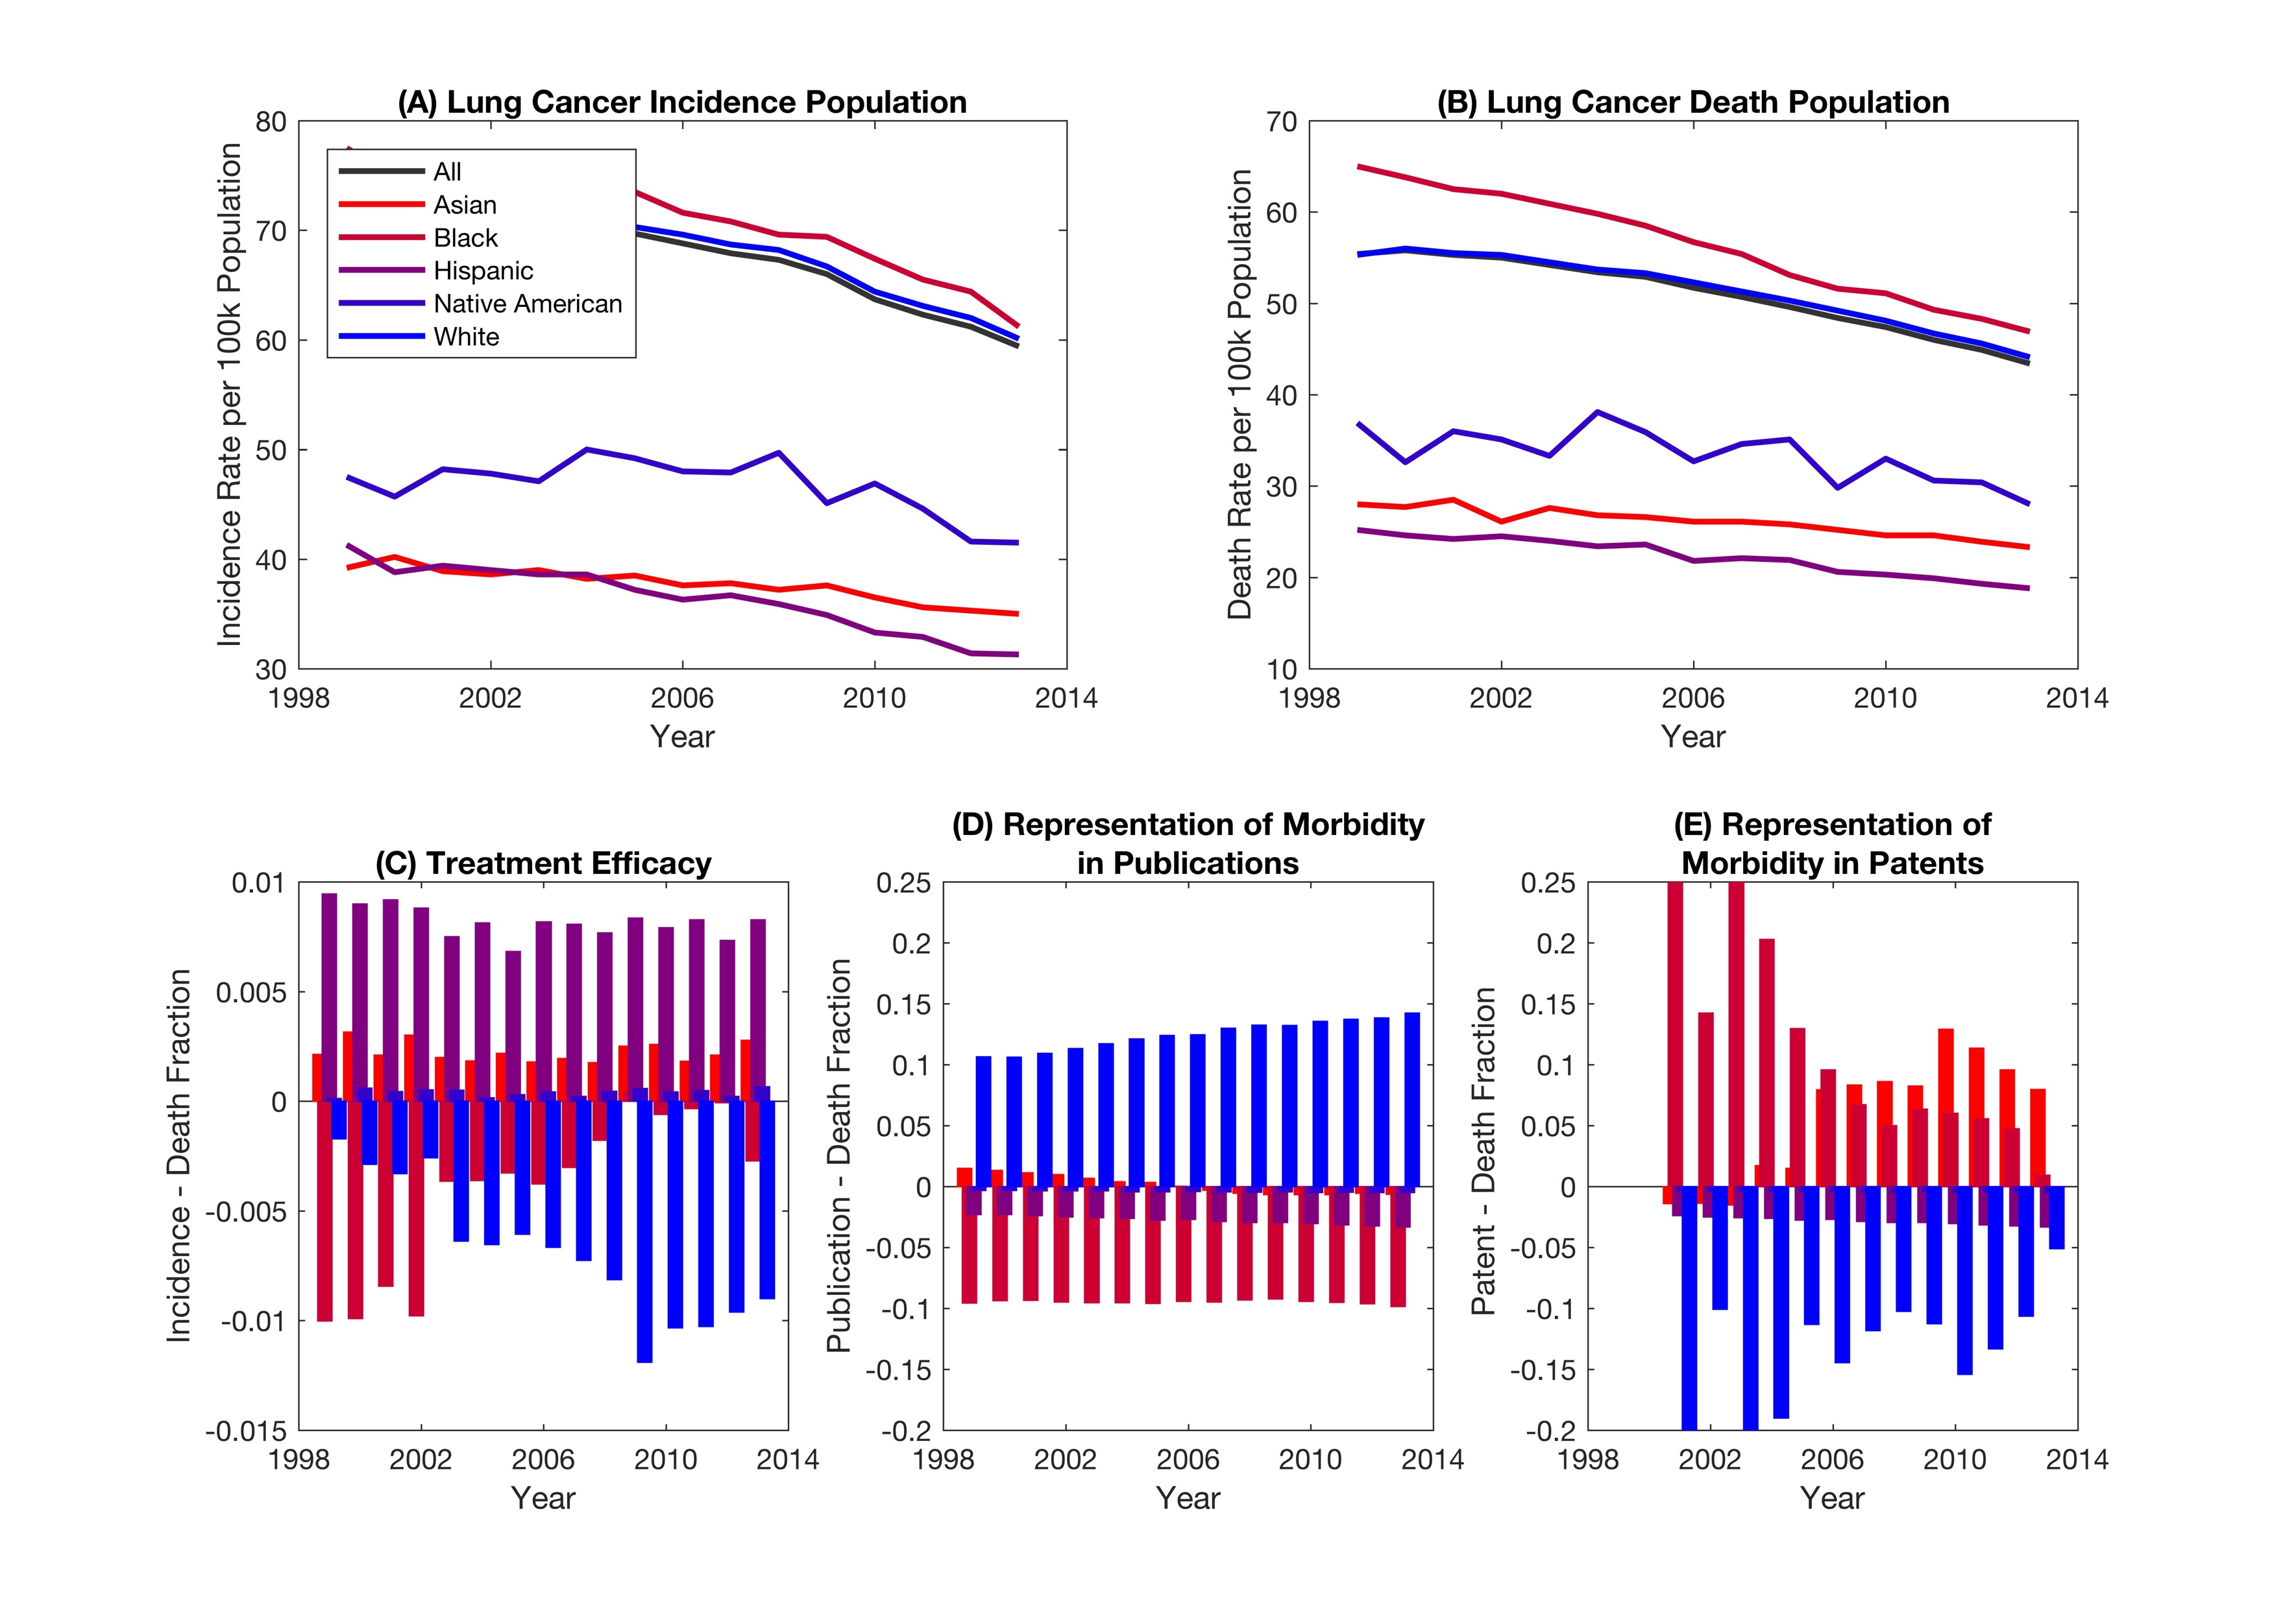 (A) Lung Cancer Incidence Population
80
70
60
50
40
30
Incidence Rate per 100k Population
All
Asian
Black
Hispanic
Native American
White
1998 2002 2006 2010 2014
Year
(B) Lung Cancer Death Population
70
60
50
40
30
20
10
Death Rate per 100k Population
1998 2002 2006 2010 2014
Year
(C) Treatment Efficacy
0.01
0.005
0
-0.005
-0.01
-0.015
Incidence - Death Fraction
1998 2002 2006 2010 2014
Year
(D) Representation of Morbidity
in Publications
0.25
0.2
0.15
0.1
0.05
0
-0.05
-0.1
-0.15
-0.2
Publication - Death Fraction
1998 2002 2006 2010 2014
Year
(E) Representation of
Morbidity in Patents
0.25
0.2
0.15
0.1
0.05
0
-0.05
-0.1
-0.15
-0.2
Patent - Death Fraction
1998 2002 2006 2010 2014
Year